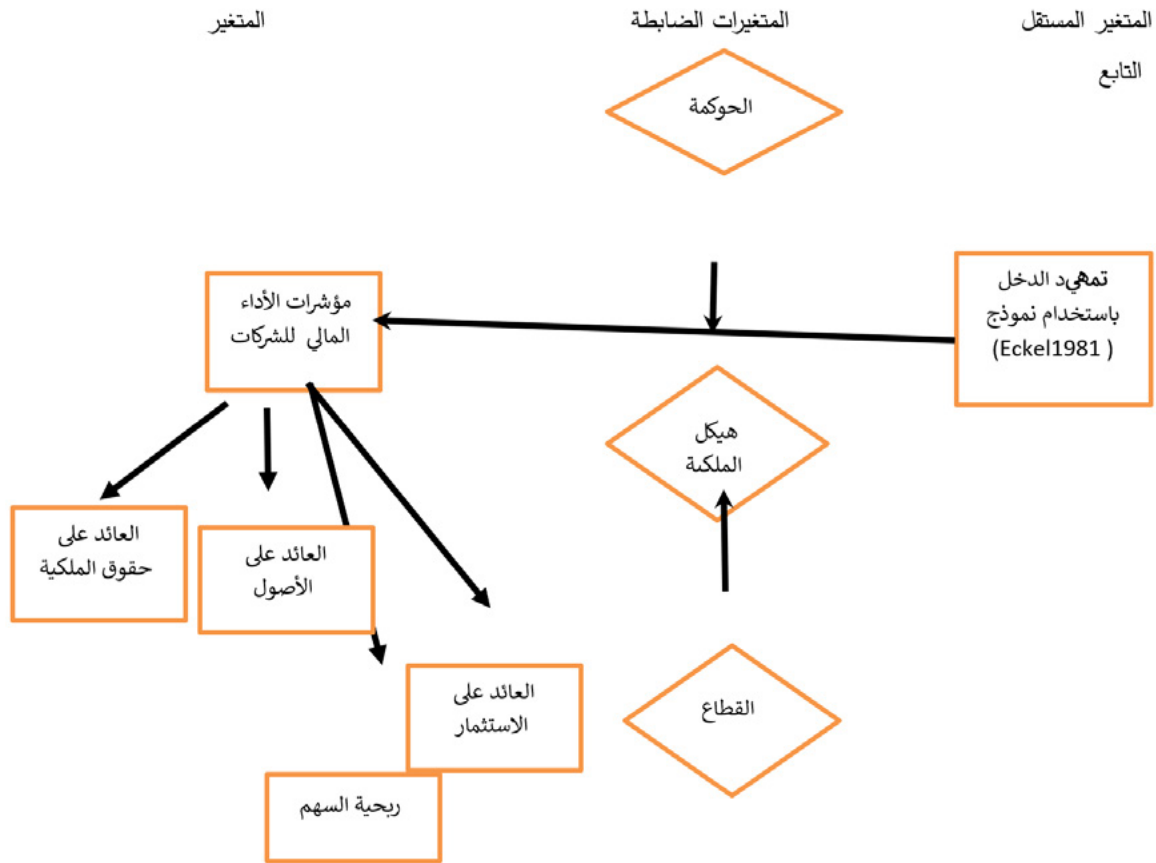 المتغير المستقل
المتغيرات الضابطة
المتغير
التابع
الحوكمة
تمهيد الدخل
باستخدام نموذج
(Eckel1981 )
مؤشرات الأداء
المالي للشركات
هيكل
الملكية
العائد على
حقوق الملكية
العائد على
الأصول
العائد على
الاستثمار
القطاع
ربحية السهم